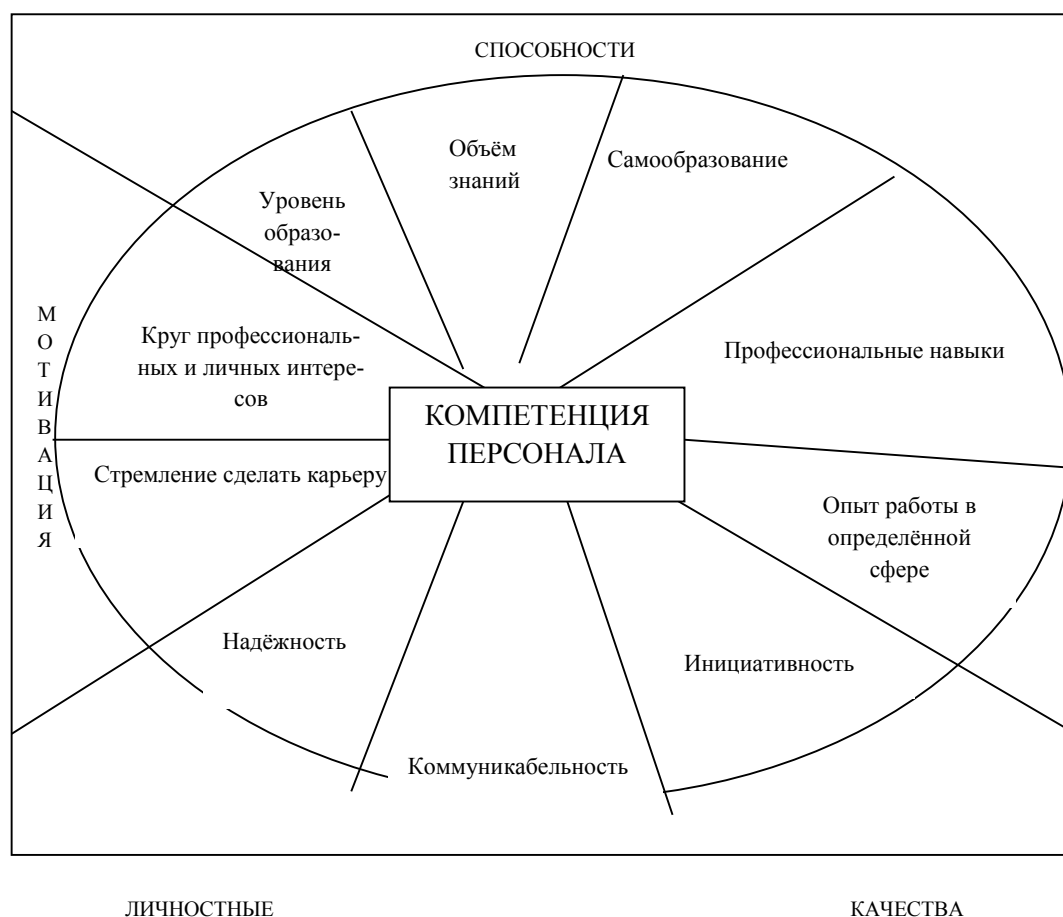 СПОСОБНОСТИ
Объём
знаний
Самообразование
Уровень
образо-
вания
М
О
Т
И
В
А
Ц
И
Я
Круг профессиональ-
ных и личных интере-
сов
Профессиональные навыки
КОМПЕТЕНЦИЯ
ПЕРСОНАЛА
Стремление сделать карьеру
Опыт работы в
определённой
сфере
Надёжность
Инициативность
Коммуникабельность
ЛИЧНОСТНЫЕ КАЧЕСТВА